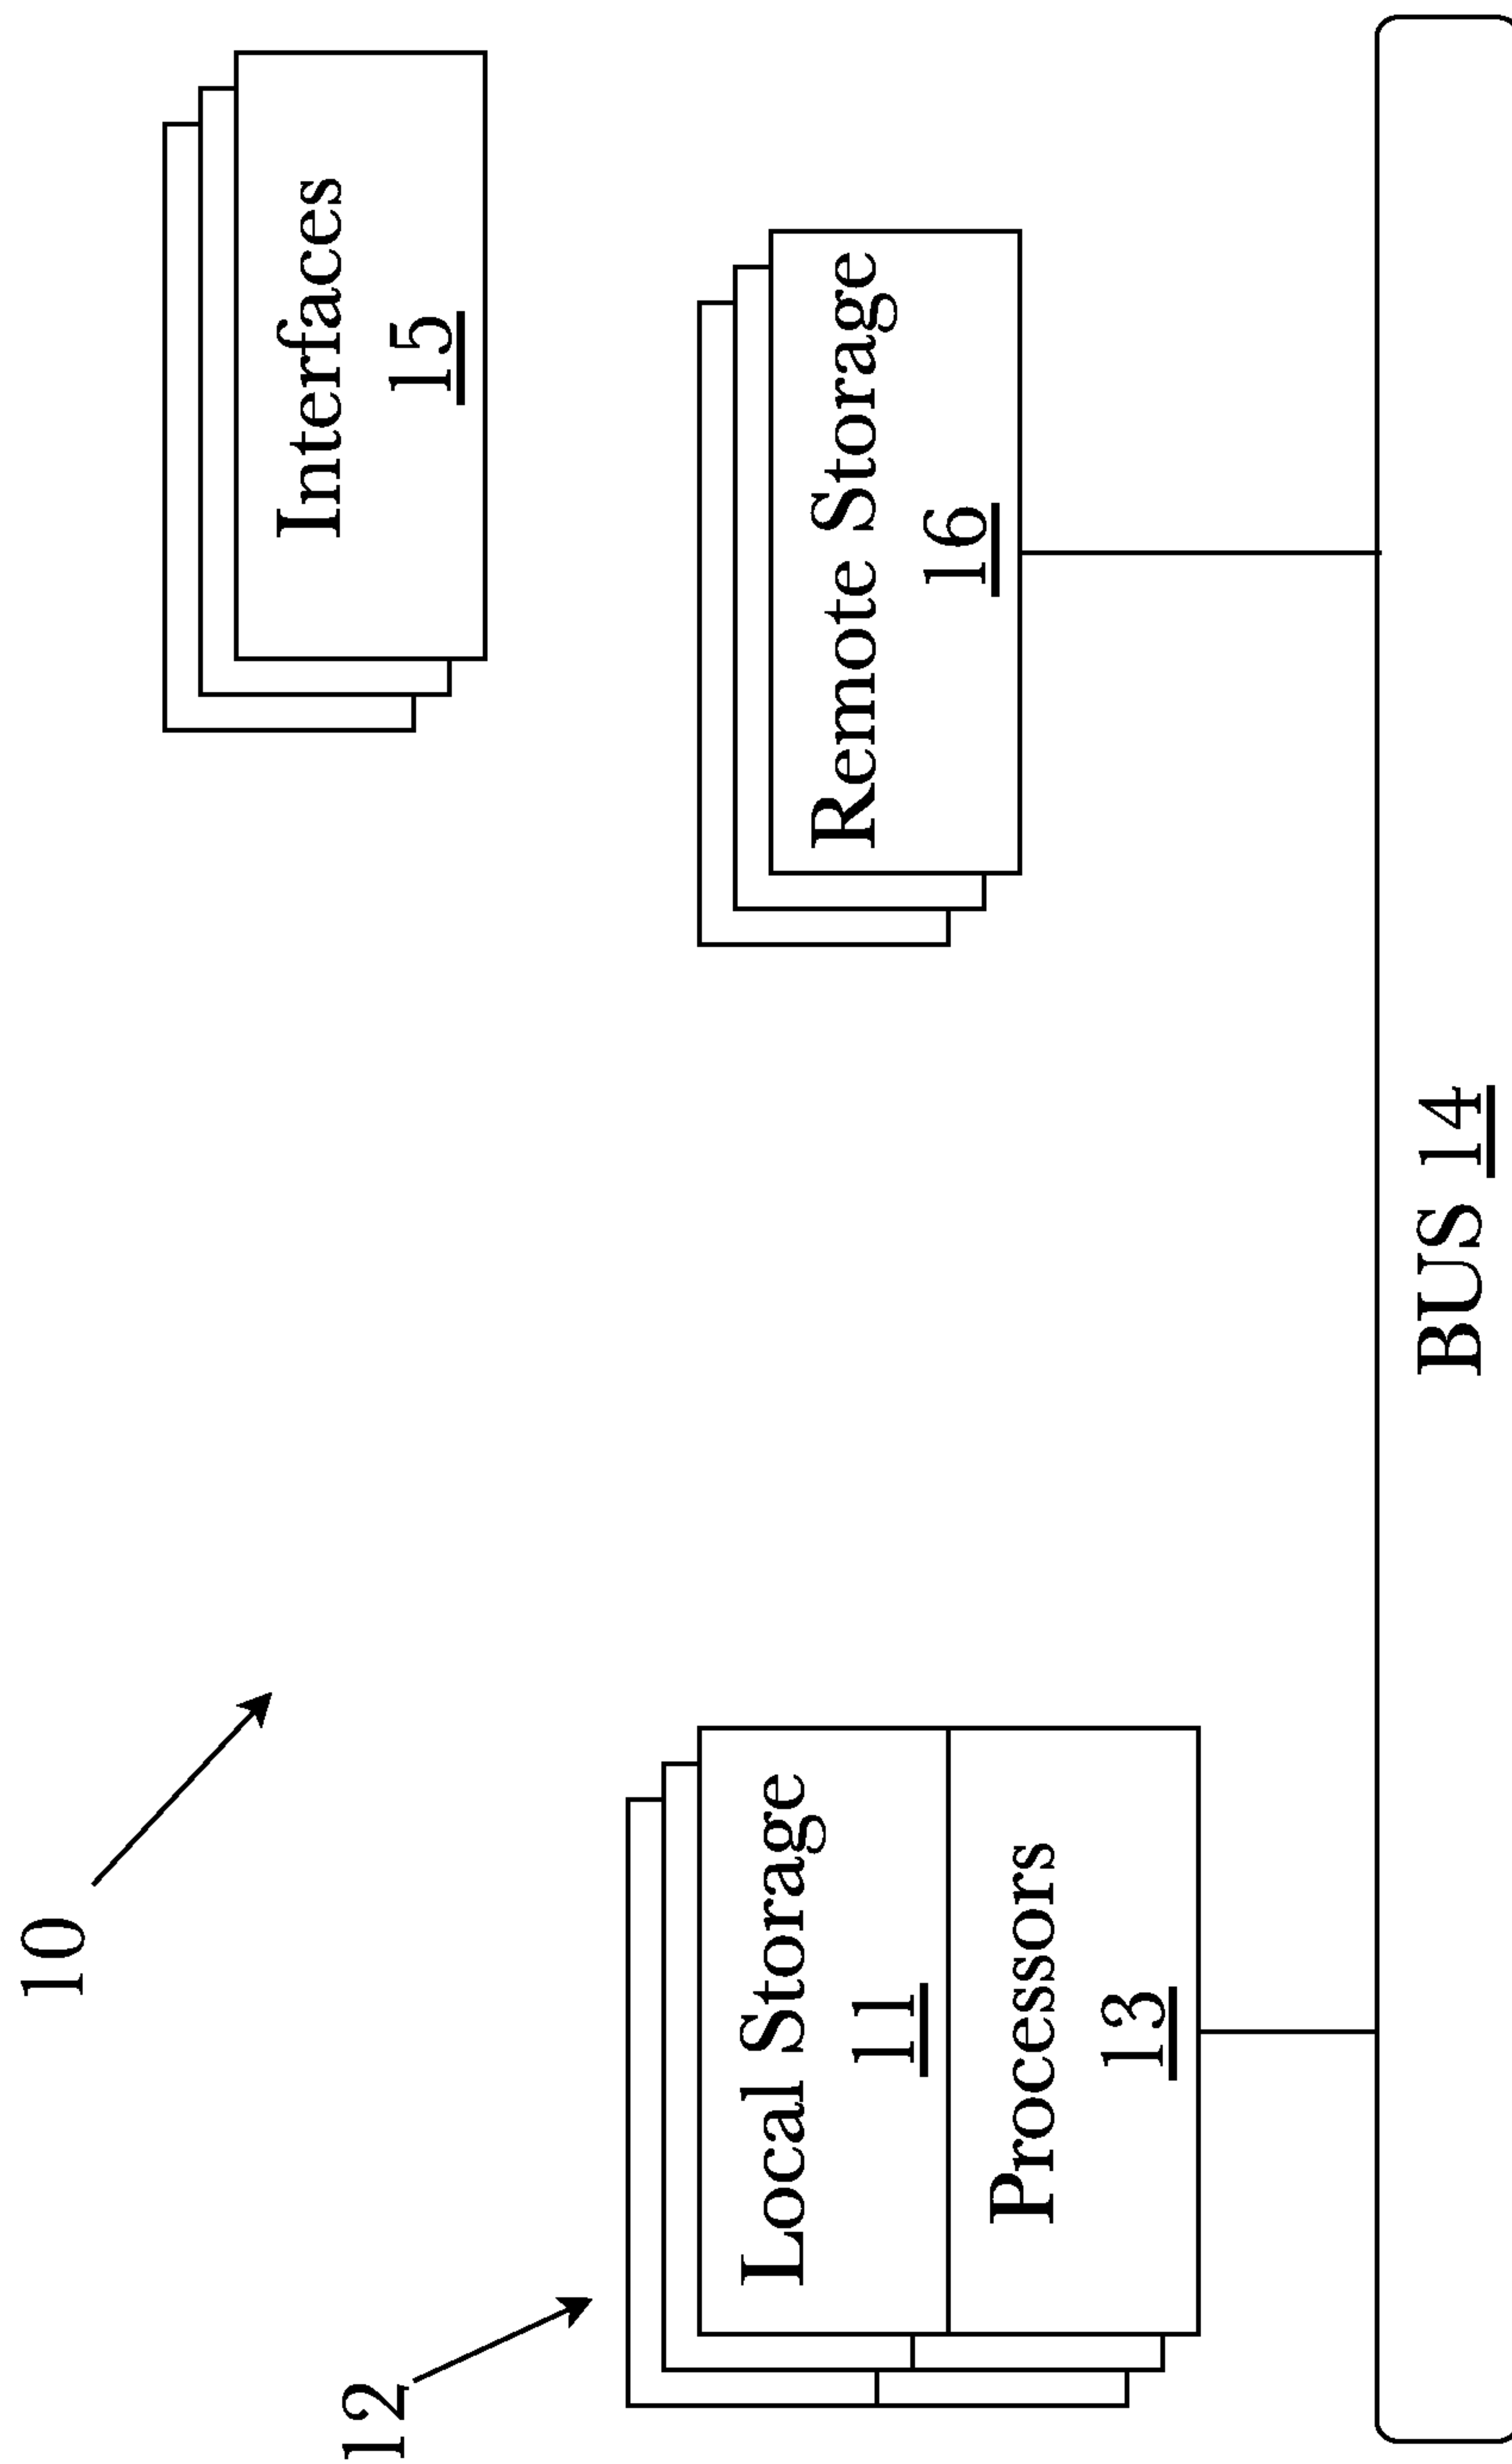 10
12
Local Storage
11
Processors
13
Interfaces
15
Remote Storage
16
BUS 14